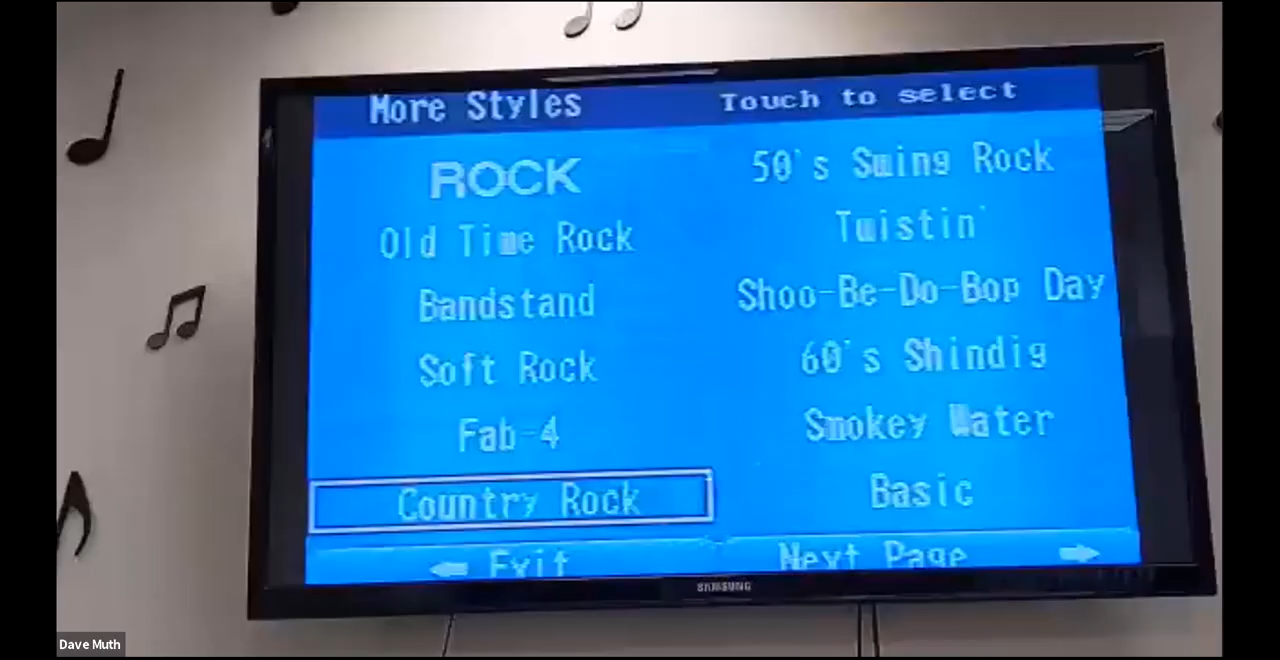 More Styles
Touch to select
ROCK
Old Time Rock
Bandstand
Soft Rock
Fab-4
Country Rock
50's Swing Rock
Twistin'
Shoo-Be-Do-Bop Day
60's Shindig
Smokey Water
Basic
Exit
Next Page
SAMSUNG
Dave Muth